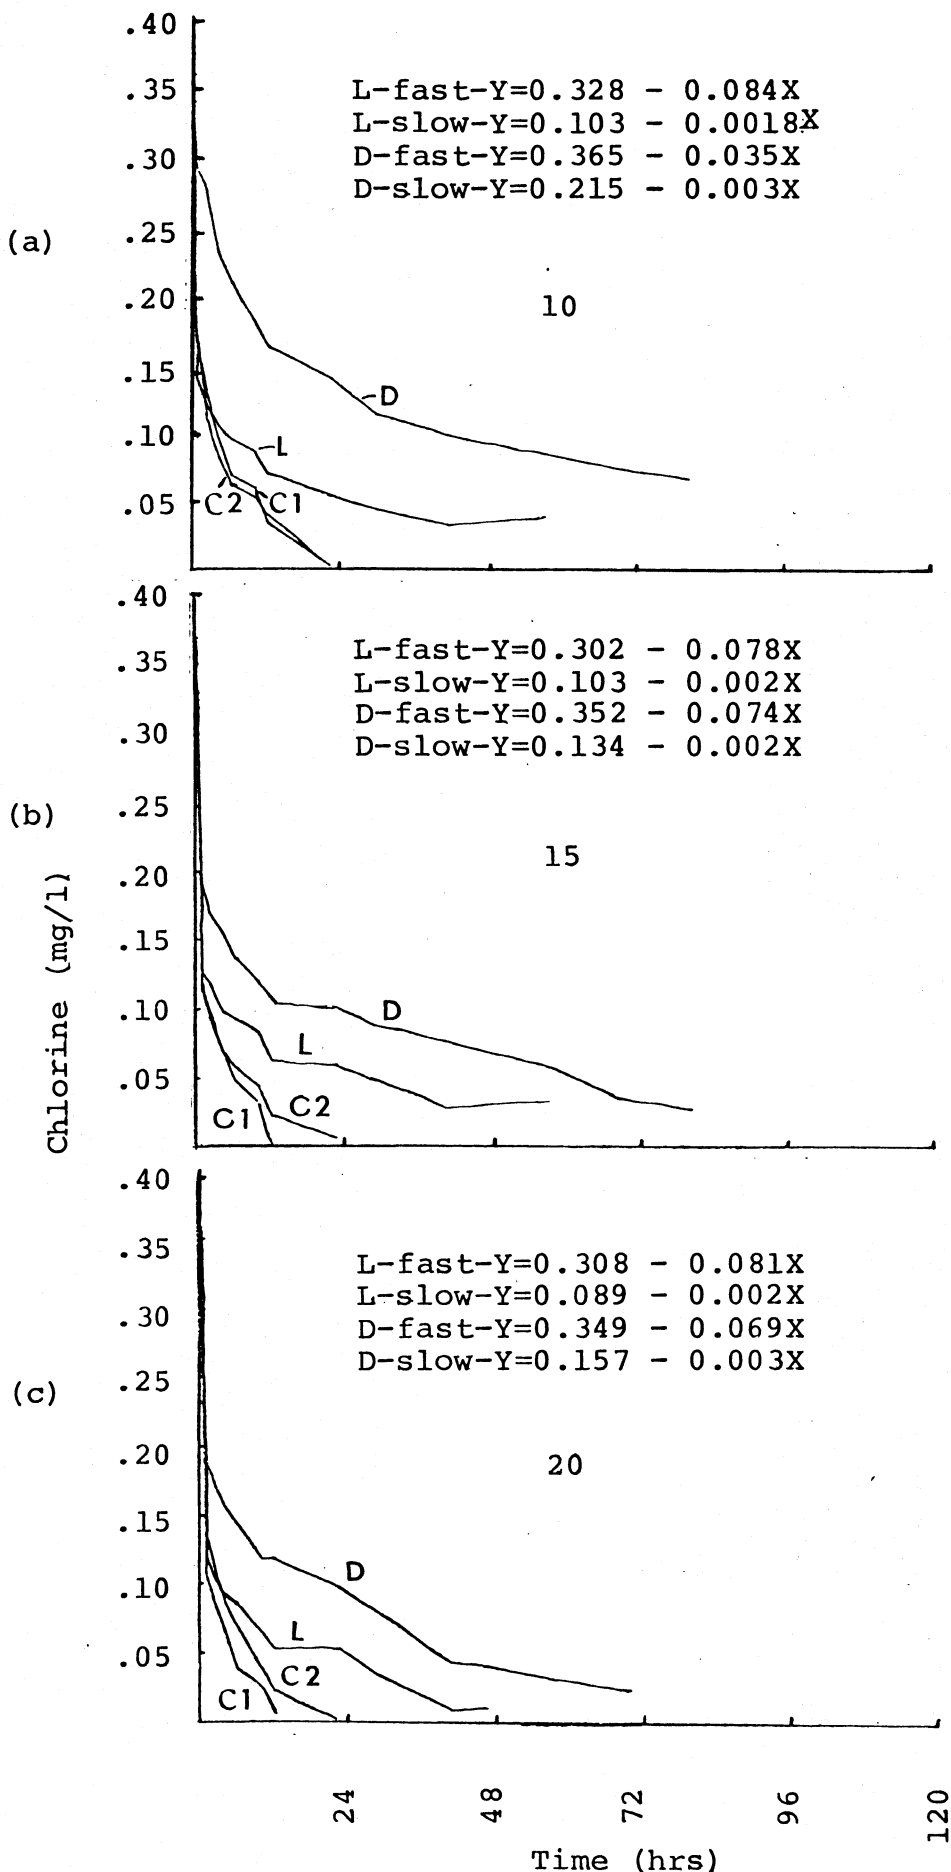 (a)
.40
.35
.30
.25
.20
.15
.10
.05
L-fast-Y=0.328 - 0.084X
L-slow-Y=0.103 - 0.0018X
D-fast-Y=0.365 - 0.035X
D-slow-Y=0.215 - 0.003X
10
D
L
C2
C1
(b)
.40
.35
.30
.25
.20
.15
.10
.05
L-fast-Y=0.302 - 0.078X
L-slow-Y=0.103 - 0.002X
D-fast-Y=0.352 - 0.074X
D-slow-Y=0.134 - 0.002X
15
D
L
C1
C2
Chlorine (mg/l)
(c)
.40
.35
.30
.25
.20
.15
.10
.05
L-fast-Y=0.308 - 0.081X
L-slow-Y=0.089 - 0.002X
D-fast-Y=0.349 - 0.069X
D-slow-Y=0.157 - 0.003X
20
D
L
C2
C1
24
48
72
96
120
Time (hrs)